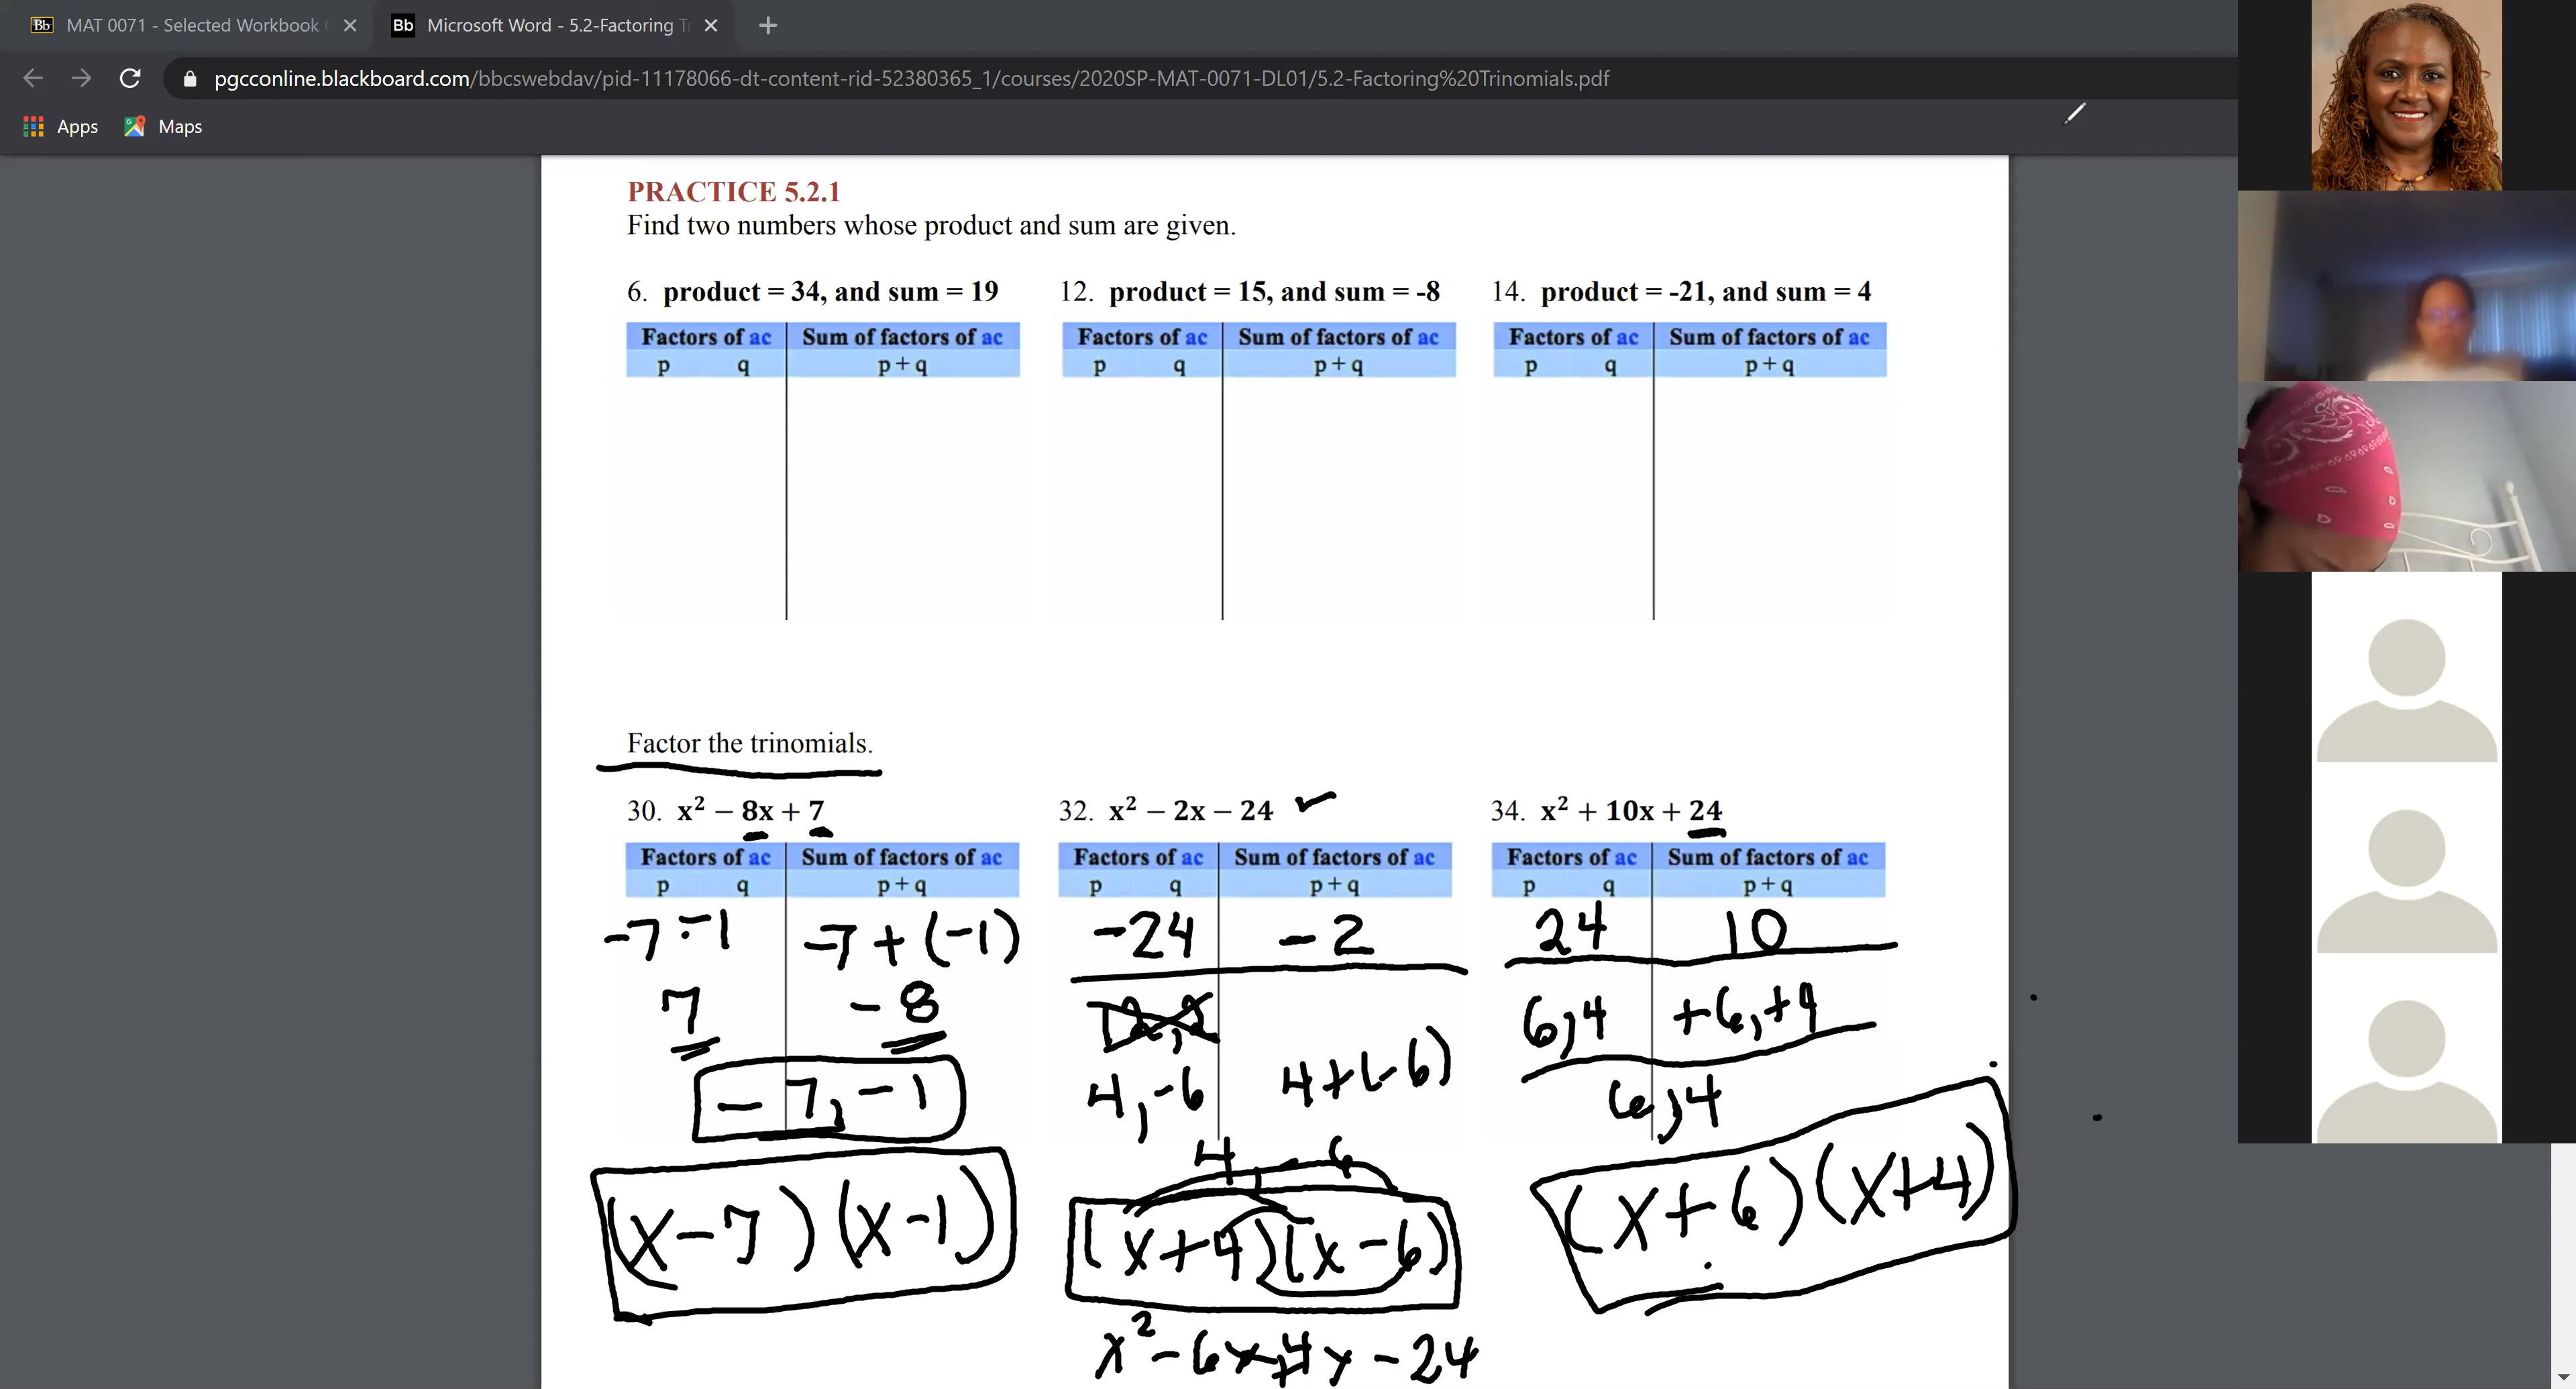 MAT 0071 - Selected Workbook
Microsoft Word - 5.2-Factoring Tr
pgcconline.blackboard.com/bbcswebdav/pid-11178066-dt-content-rid-52380365_1/courses/2020SP-MAT-0071-DL01/5.2-Factoring%20Trinomials.pdf
Apps Maps
PRACTICE 5.2.1
Find two numbers whose product and sum are given.
6. product = 34, and sum = 19 12. product = 15, and sum = -8 14. product = -21, and sum = 4
Factors of ac Sum of factors of ac Factors of ac Sum of factors of ac Factors of ac Sum of factors of ac
p q p + q p q p + q p q p + q
Factor the trinomials.
30. x² – 8x + 7 32. x² – 2x – 24 ✓ 34. x² + 10x + 24
Factors of ac Sum of factors of ac Factors of ac Sum of factors of ac Factors of ac Sum of factors of ac
p q p + q p q p + q p q p + q
-7 -1 -7 + (-1) -24 -2 24 10
7 -8 6,4 +6,+4
-7, -1 4,-6 4+(-6) 6,4
4, -6
(x-7)(x-1) (x+4)(x-6) (x+6)(x+4)
x²-6x+4x-24